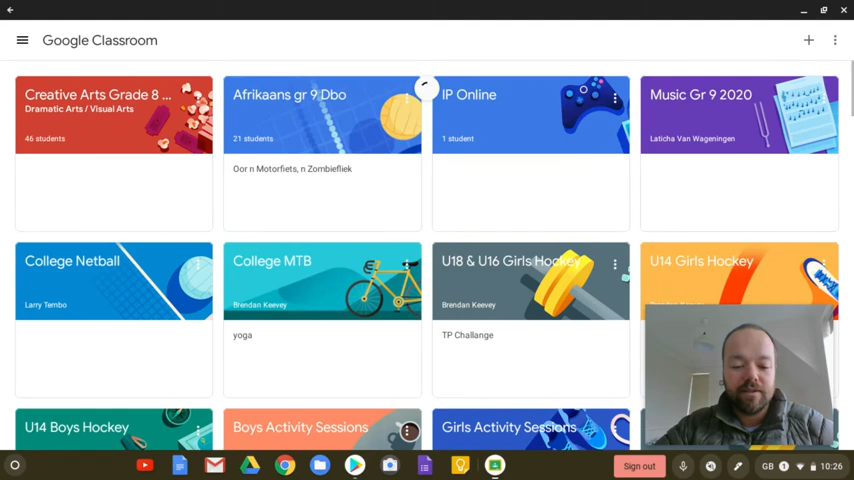 Google Classroom
Creative Arts Grade 8 ...
Dramatic Arts / Visual Arts
46 students
Afrikaans gr 9 Dbo
21 students
Oor n Motorfiets, n Zombiefliek
IP Online
1 student
Music Gr 9 2020
Laticha Van Wageningen
College Netball
Larry Tembo
College MTB
Brendan Keevey
yoga
U18 & U16 Girls Hockey
Brendan Keevey
TP Challange
U14 Girls Hockey
Brendan Keevey
U14 Boys Hockey
Boys Activity Sessions
Girls Activity Sessions
Sign out
GB
1
10:26